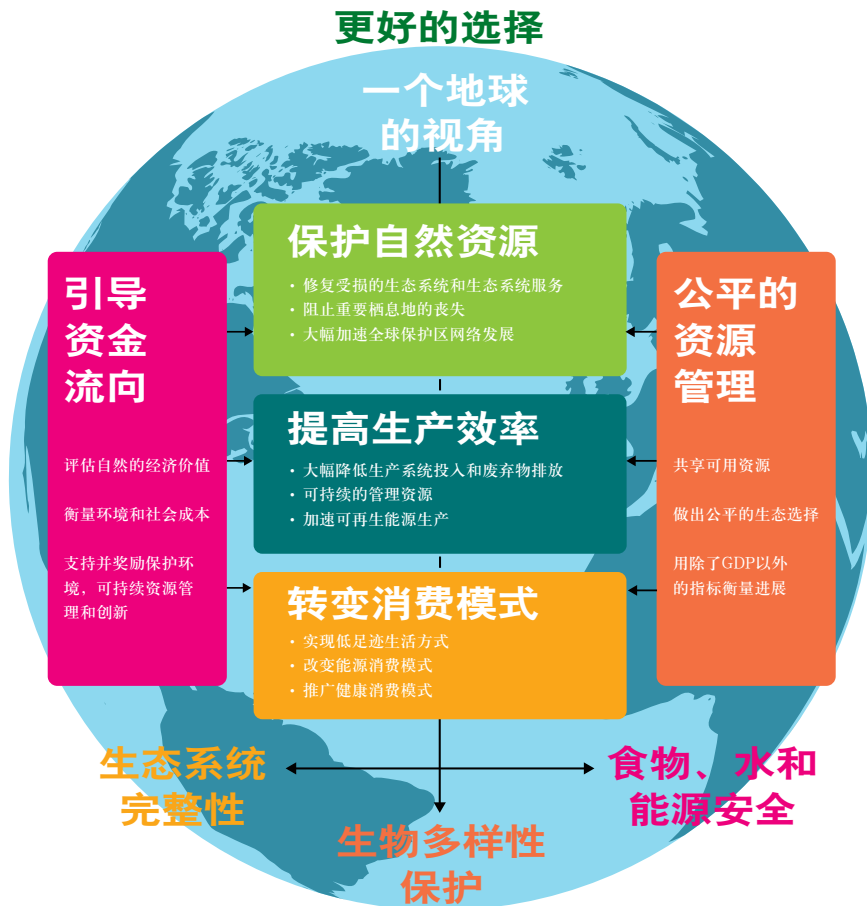 更好的选择
一个地球
的视角
保护自然资源
· 修复受损的生态系统和生态系统服务
· 阻止重要栖息地的丧失
· 大幅加速全球保护区网络发展
引导
资金
流向
评估自然的经济价值
衡量环境和社会成本
支持并奖励保护环
境，可持续资源管
理和创新
提高生产效率
· 大幅降低生产系统投入和废弃物排放
· 可持续的管理资源
· 加速可再生能源生产
公平的
资源
管理
共享可用资源
做出公平的生态选择
用除了GDP以外
的指标衡量进展
转变消费模式
· 实现低足迹生活方式
· 改变能源消费模式
· 推广健康消费模式
生态系统
完整性
生物多样性
保护
食物、水和
能源安全